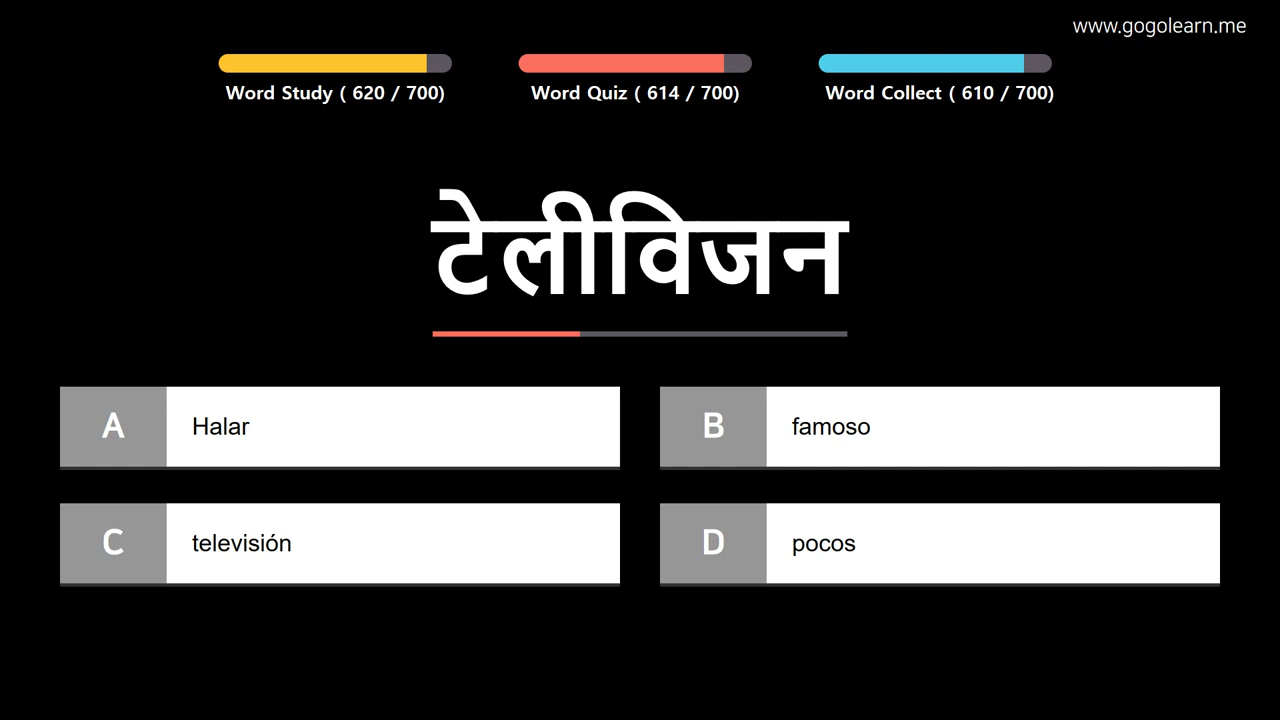 www.gogolearn.me
Word Study ( 620 / 700)
Word Quiz ( 614 / 700)
Word Collect ( 610 / 700)
टेलीविजन
A Halar
B famoso
C televisión
D pocos